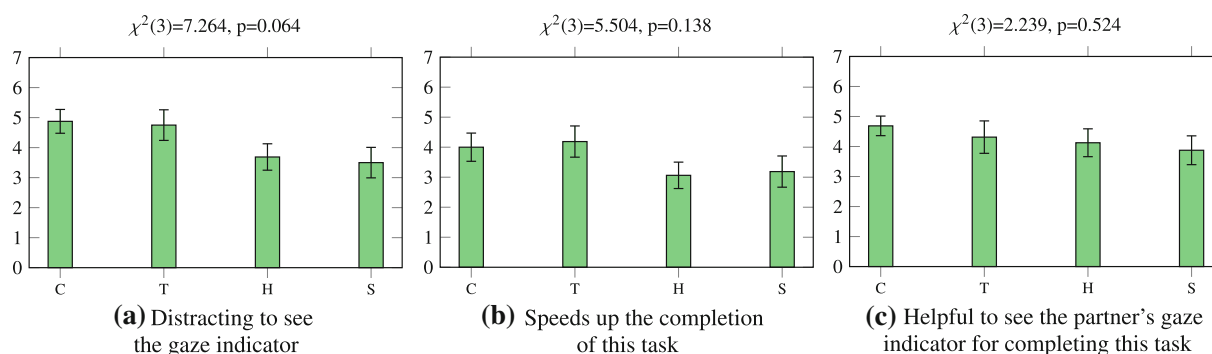 χ²(3)=7.264, p=0.064
7
6
5
4
3
2
1
0
C T H S
(a) Distracting to see
the gaze indicator
χ²(3)=5.504, p=0.138
7
6
5
4
3
2
1
0
C T H S
(b) Speeds up the completion
of this task
χ²(3)=2.239, p=0.524
7
6
5
4
3
2
1
0
C T H S
(c) Helpful to see the partner's gaze
indicator for completing this task